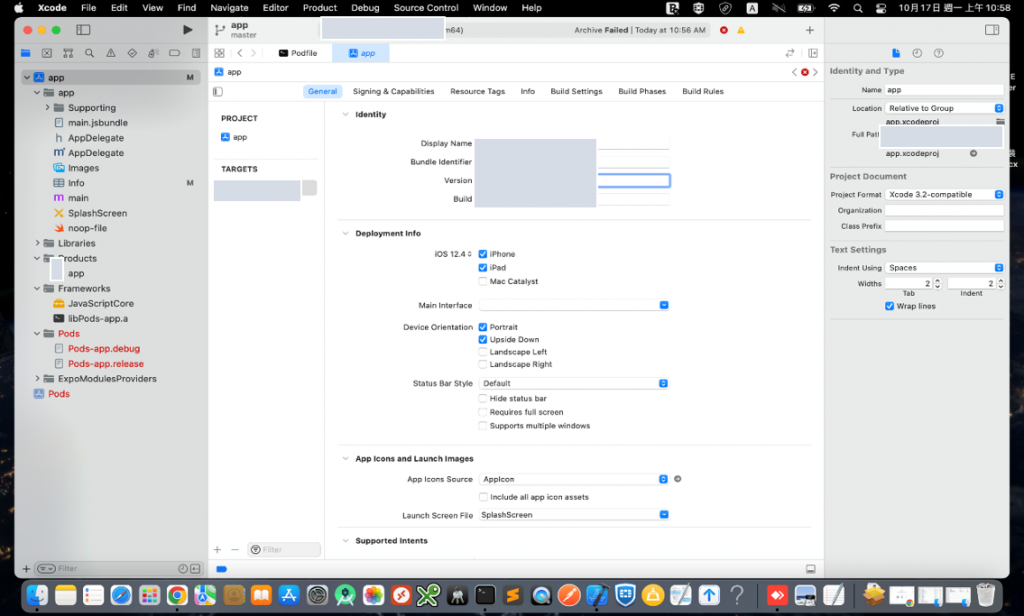 Xcode File Edit View Find Navigate Editor Product Debug Source Control Window Help
A
10月17日 週一 上午10:58
app
master
m64)
Archive Failed | Today at 10:56 AM
Podfile
app
app
General Signing & Capabilities Resource Tags Info Build Settings Build Phases Build Rules
app M
app
Supporting
main.jsbundle
h AppDelegate
m AppDelegate
Images
Info M
m main
SplashScreen
noop-file
Libraries
Products
app
Frameworks
JavaScriptCore
libPods-app.a
Pods
Pods-app.debug
Pods-app.release
ExpoModulesProviders
Pods
Filter
PROJECT
app
TARGETS
Filter
Identity
Display Name
Bundle Identifier
Version
Build
Deployment Info
iOS 12.4
iPhone
iPad
Mac Catalyst
Main Interface
Device Orientation
Portrait
Upside Down
Landscape Left
Landscape Right
Status Bar Style
Default
Hide status bar
Requires full screen
Supports multiple windows
App Icons and Launch Images
App Icons Source
AppIcon
Include all app icon assets
Launch Screen File
SplashScreen
Supported Intents
Identity and Type
Name app
Location Relative to Group
app.xcodeproj
Full Pat
app.xcodeproj
Project Document
Project Format Xcode 3.2-compatible
Organization
Class Prefix
Text Settings
Indent Using Spaces
Widths 2 2
Tab Indent
Wrap lines